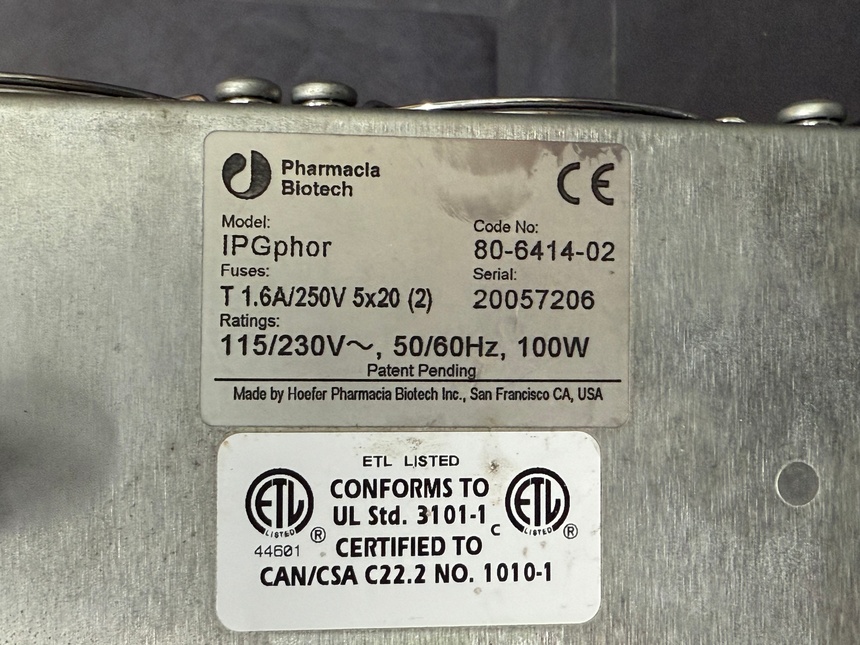 Pharmacia
Biotech
CE
Model:
IPGphor
Code No:
80-6414-02
Fuses:
T 1.6A/250V 5x20 (2)
Serial:
20057206
Ratings:
115/230V~, 50/60Hz, 100W
Patent Pending
Made by Hoefer Pharmacia Biotech Inc., San Francisco CA, USA
ETL LISTED
ETL LISTED ®
44601
CONFORMS TO
UL Std. 3101-1
CERTIFIED TO
CAN/CSA C22.2 NO. 1010-1
C ETL LISTED ®